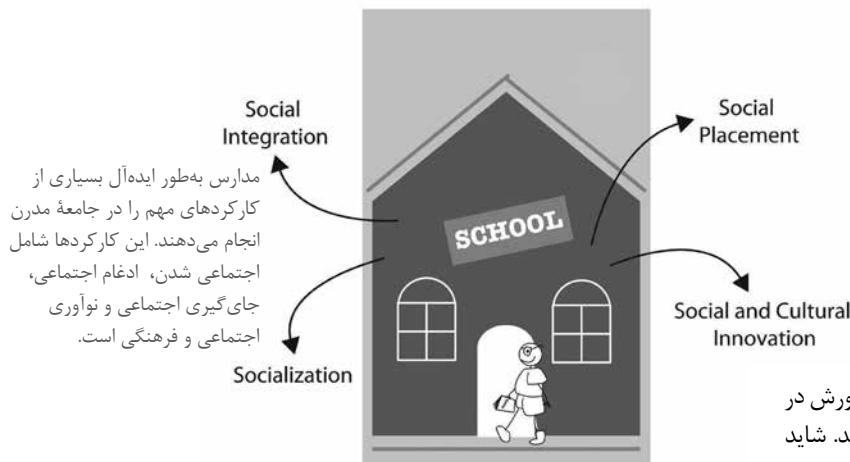 Social
Integration
Social
Placement
مدارس به‌طور ایده‌آل بسیاری از
کارکردهای مهم را در جامعهٔ مدرن
انجام می‌دهند. این کارکردها شامل
اجتماعی شدن، ادغام اجتماعی،
جای‌گیری اجتماعی و نوآوری
اجتماعی و فرهنگی است.
SCHOOL
Social and Cultural
Innovation
Socialization
در
شاید